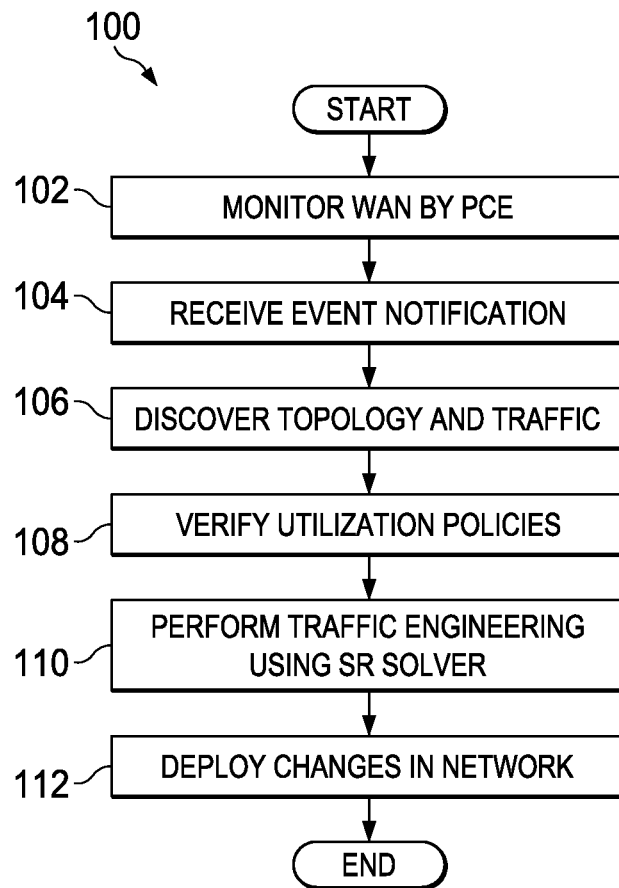 100
START
102
MONITOR WAN BY PCE
104
RECEIVE EVENT NOTIFICATION
106
DISCOVER TOPOLOGY AND TRAFFIC
108
VERIFY UTILIZATION POLICIES
110
PERFORM TRAFFIC ENGINEERING
USING SR SOLVER
112
DEPLOY CHANGES IN NETWORK
END